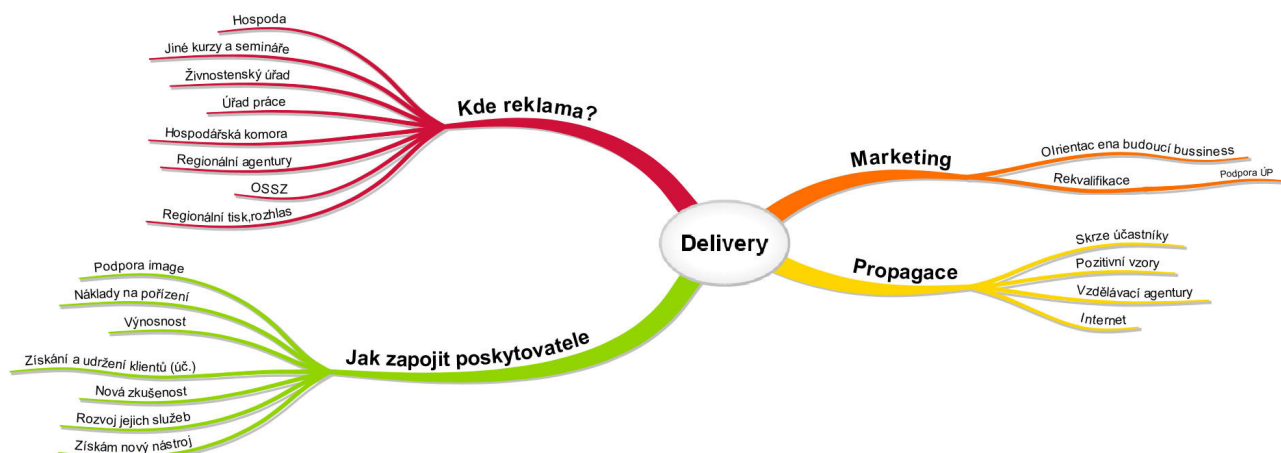 Delivery
Marketing
OIrientac ena budoucí bussiness
Rekvalifikace
Podpora ÚP
Propagace
Skrze účastníky
Pozitivní vzory
Vzdělávací agentury
Internet
Jak zapojit poskytovatele
Podpora image
Náklady na pořízení
Výnosnost
Získání a udržení klientů (úč.)
Nová zkušenost
Rozvoj jejich služeb
Získám nový nástroj
Kde reklama?
Hospoda
Jiné kurzy a semináře
Živnostenský úřad
Úřad práce
Hospodářská komora
Regionální agentury
OSSZ
Regionální tisk,rozhlas